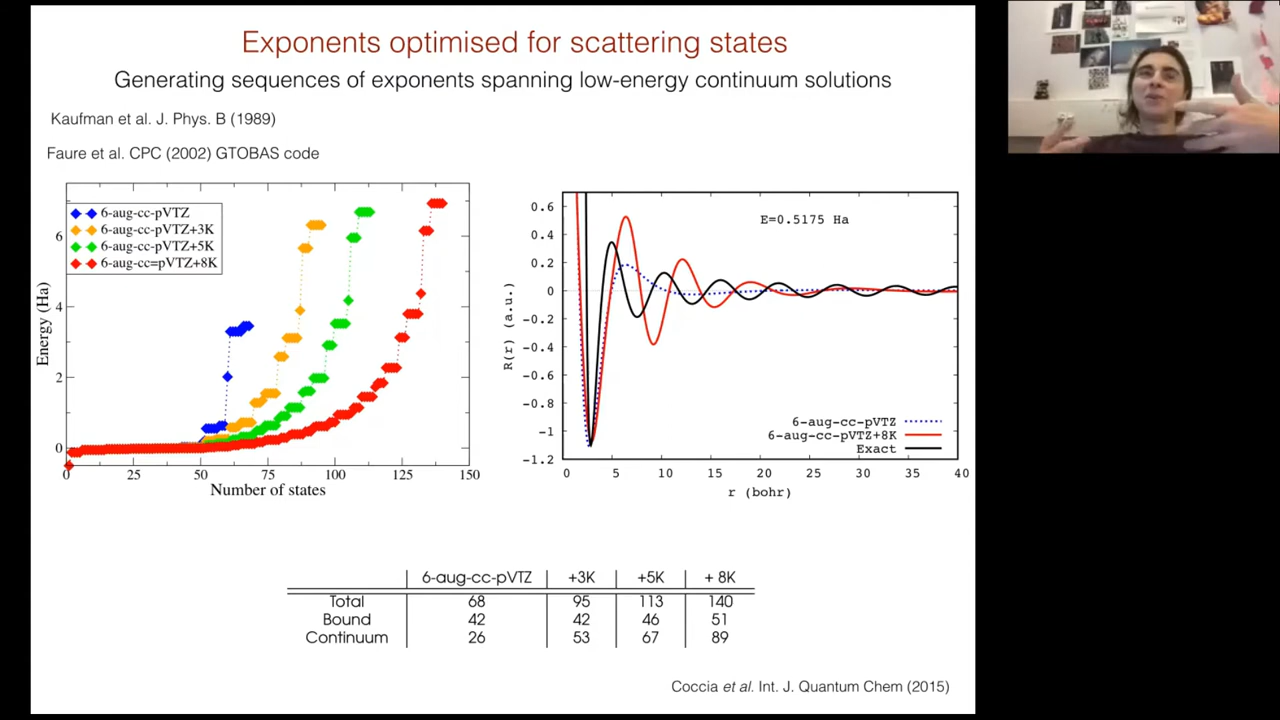 Exponents optimised for scattering states
Generating sequences of exponents spanning low-energy continuum solutions
Kaufman et al. J. Phys. B (1989)
Faure et al. CPC (2002) GTOBAS code
6-aug-cc-pVTZ
6-aug-cc-pVTZ+3K
6-aug-cc-pVTZ+5K
6-aug-cc=pVTZ+8K
Energy (Ha)
6
4
2
0
0 25 50 75 100 125 150
Number of states
E=0.5175 Ha
R(r) (a.u.)
0.6
0.4
0.2
0
-0.2
-0.4
-0.6
-0.8
-1
-1.2
6-aug-cc-pVTZ
6-aug-cc-pVTZ+8K
Exact
0 5 10 15 20 25 30 35 40
r (bohr)
6-aug-cc-pVTZ +3K +5K + 8K
Total 68 95 113 140
Bound 42 42 46 51
Continuum 26 53 67 89
Coccia et al. Int. J. Quantum Chem (2015)